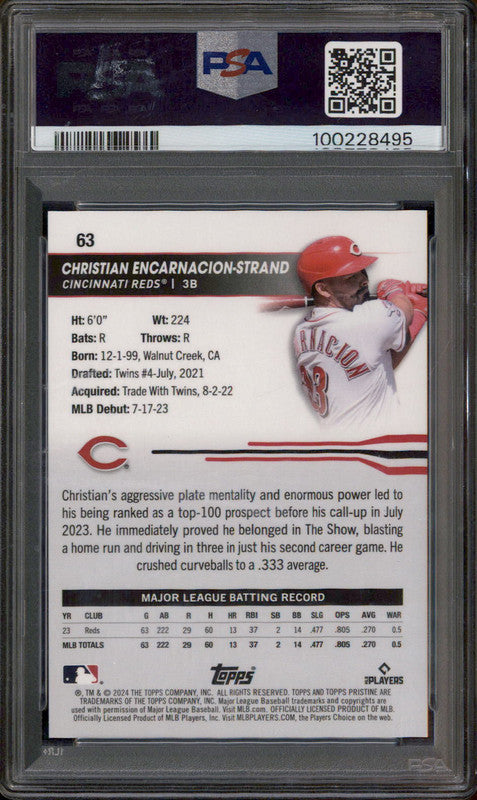 PSA
100228495
63
CHRISTIAN ENCARNACION-STRAND
CINCINNATI REDS® | 3B
Ht: 6'0" Wt: 224
Bats: R Throws: R
Born: 12-1-99, Walnut Creek, CA
Drafted: Twins #4-July, 2021
Acquired: Trade With Twins, 8-2-22
MLB Debut: 7-17-23
Christian's aggressive plate mentality and enormous power led to
his being ranked as a top-100 prospect before his call-up in July
2023. He immediately proved he belonged in The Show, blasting
a home run and driving in three in just his second career game. He
crushed curveballs to a .333 average.
MAJOR LEAGUE BATTING RECORD
YR CLUB G AB R H HR RBI SB BB SLG OPS AVG WAR
23 Reds 63 222 29 60 13 37 2 14 .477 .805 .270 0.5
MLB TOTALS 63 222 29 60 13 37 2 14 .477 .805 .270 0.5
Topps
PLAYERS
®, TM & © 2024 THE TOPPS COMPANY, INC. ALL RIGHTS RESERVED. TOPPS AND TOPPS PRISTINE ARE
TRADEMARKS OF THE TOPPS COMPANY, INC. Major League Baseball trademarks and copyrights are
used with permission of Major League Baseball. Visit MLB.com. OFFICIALLY LICENSED PRODUCT OF MLB.
Officially Licensed Product of MLB Players, Inc. Visit MLBPLAYERS.COM, the Players Choice on the web.
PSA